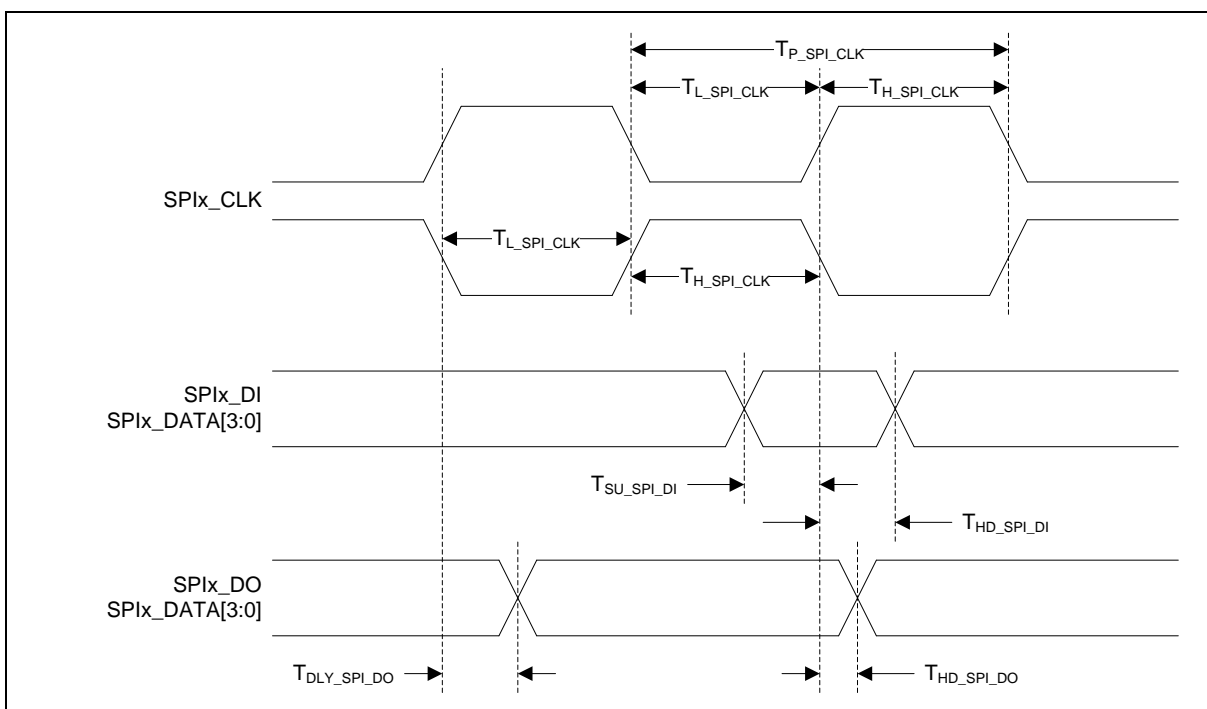 T_P_SPI_CLK
T_L_SPI_CLK
T_H_SPI_CLK
SPIx_CLK
T_L_SPI_CLK
T_H_SPI_CLK
SPIx_DI
SPIx_DATA[3:0]
T_SU_SPI_DI
T_HD_SPI_DI
SPIx_DO
SPIx_DATA[3:0]
T_DLY_SPI_DO
T_HD_SPI_DO